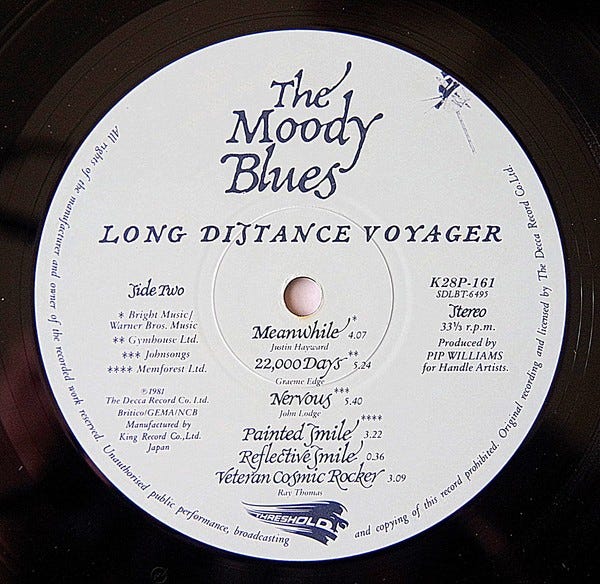 The
Moody
Blues
LONG DISTANCE VOYAGER
Side Two
* Bright Music/
Warner Bros. Music
** Gymhouse Ltd.
*** Johnsongs
**** Memforest Ltd.
℗1981
The Decca Record Co. Ltd.
Britico/GEMA/NCB
Manufactured by
King Record Co., Ltd.
Japan
Meanwhile* 4.07
Justin Hayward
22,000 Days** 5.24
Graeme Edge
Nervous*** 5.40
John Lodge
Painted Smile**** 3.22
Reflective Smile 0.36
Veteran Cosmic Rocker 3.09
Ray Thomas
K28P-161
SDLBT-6495
Stereo
33⅓ r.p.m.
Produced by
PIP WILLIAMS
for Handle Artists.
THRESHOLD
All rights of the manufacturer and owner of the recorded work reserved. Unauthorised public performance, broadcasting and copying of this record prohibited. Original recording and licensed by The Decca Record Co. Ltd.